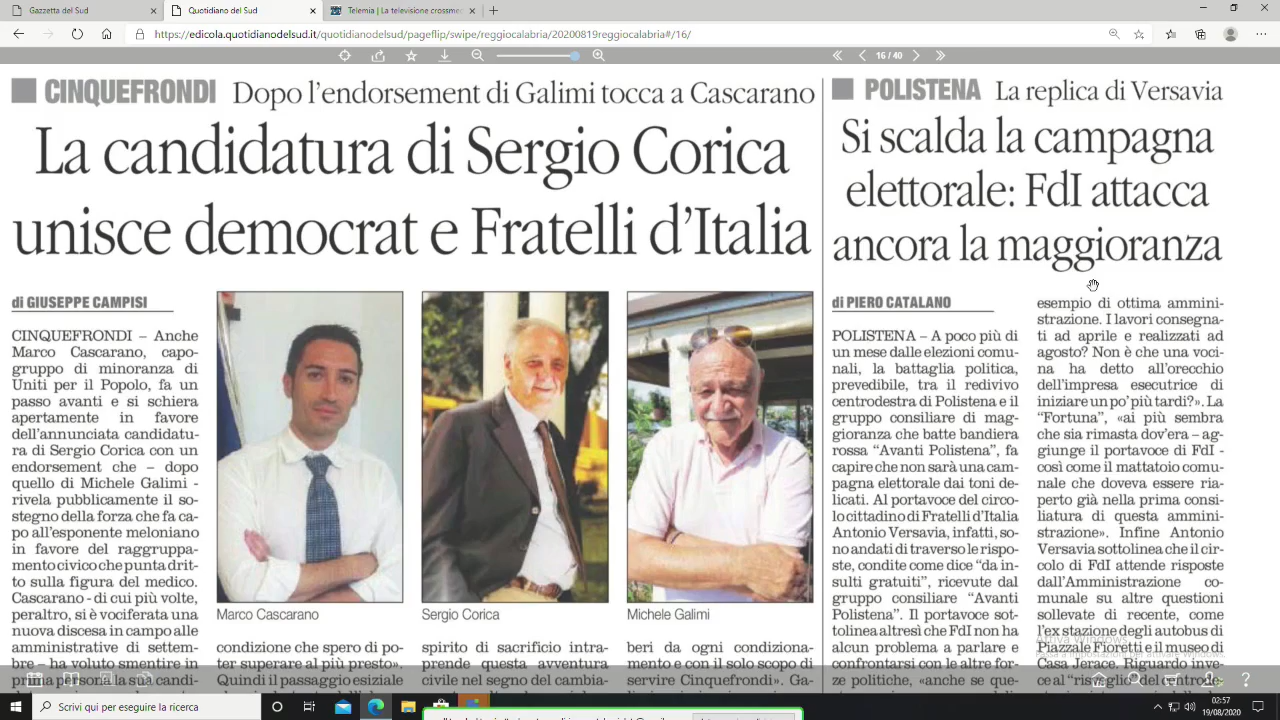 Gazzetta del Sud
Quotidiano del Sud
Telemia | La television crossme
https://edicola.quotidianodelsud.it/quotidianodelsud/pageflip/swipe/reggiocalabria/20200819reggiocalabria#/16/
16 / 40
CINQUEFRONDI Dopo l'endorsement di Galimi tocca a Cascarano
La candidatura di Sergio Corica
unisce democrat e Fratelli d'Italia
di GIUSEPPE CAMPISI
CINQUEFRONDI – Anche
Marco Cascarano, capo-
gruppo di minoranza di
Uniti per il Popolo, fa un
passo avanti e si schiera
apertamente in favore
dell'annunciata candidatu-
ra di Sergio Corica con un
endorsement che – dopo
quello di Michele Galimi -
rivela pubblicamente il so-
stegno della forza che fa ca-
po all'esponente meloniano
in favore del raggruppa-
mento civico che punta drit-
to sulla figura del medico.
Cascarano - di cui più volte,
peraltro, si è vociferata una
nuova discesa in campo alle
amministrative di settem-
bre – ha voluto smentire in
prima persona la sua candi-
Marco Cascarano
condizione che spero di po-
ter superare al più presto».
Quindi il passaggio esiziale
Sergio Corica
spirito di sacrificio intra-
prende questa avventura
civile nel segno del cambia-
Michele Galimi
beri da ogni condiziona-
mento e con il solo scopo di
servire Cinquefrondi». Ga-
POLISTENA La replica di Versavia
Si scalda la campagna
elettorale: FdI attacca
ancora la maggioranza
di PIERO CATALANO
POLISTENA – A poco più di
un mese dalle elezioni comu-
nali, la battaglia politica,
prevedibile, tra il redivivo
centrodestra di Polistena e il
gruppo consiliare di mag-
gioranza che batte bandiera
rossa "Avanti Polistena", fa
capire che non sarà una cam-
pagna elettorale dai toni de-
licati. Al portavoce del circo-
lo cittadino di Fratelli d'Italia
Antonio Versavia, infatti, so-
no andati di traverso le rispo-
ste, condite come dice "da in-
sulti gratuiti", ricevute dal
gruppo consiliare "Avanti
Polistena". Il portavoce sot-
tolinea altresì che FdI non ha
alcun problema a parlare e
confrontarsi con le altre for-
ze politiche, «anche se que-
esempio di ottima ammini-
strazione. I lavori consegna-
ti ad aprile e realizzati ad
agosto? Non è che una voci-
na ha detto all'orecchio
dell'impresa esecutrice di
iniziare un po' più tardi?». La
"Fortuna", «ai più sembra
che sia rimasta dov'era – ag-
giunge il portavoce di FdI -
così come il mattatoio comu-
nale che doveva essere ria-
perto già nella prima consi-
liatura di questa ammini-
strazione». Infine Antonio
Versavia sottolinea che il cir-
colo di FdI attende risposte
dall'Amministrazione co-
munale su altre questioni
sollevate di recente, come
l'ex stazione degli autobus di
Piazzale Fioretti e il museo di
Casa Jerace. Riguardo inve-
ce al "risveglio" del centrode-
Attiva Windows
Passa a Impostazioni per attivare Windows.
Scrivi qui per eseguire la ricerca
02:57
19/08/2020